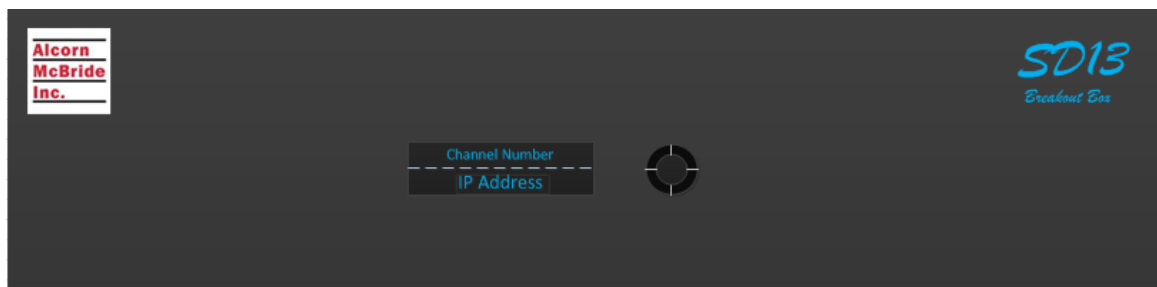 Alcorn
McBride
Inc.
SD13
Breakout Box
Channel Number
IP Address